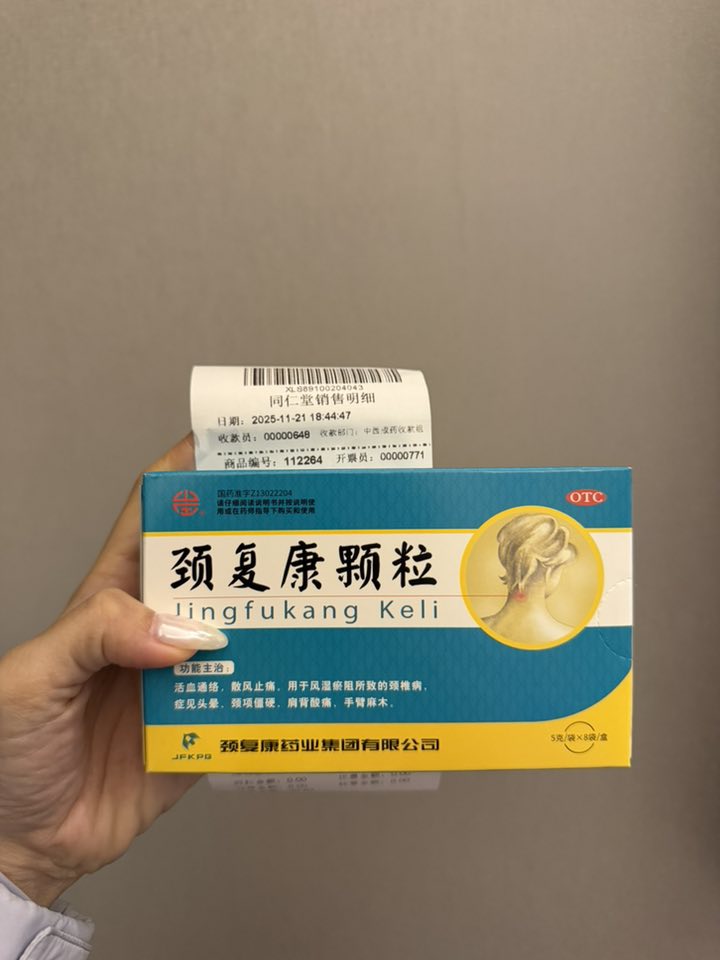 XLS69100204043
同仁堂销售明细
日期: 2025-11-21 18:44:47
收款员: 00000648 收款部门: 中西成药收款组
商品编号: 112264 开票员: 00000771
国药准字Z13022204
请仔细阅读说明书并按说明使
用或在药师指导下购买和使用
OTC
颈复康颗粒
Jingfukang Keli
功能主治:
活血通络,散风止痛。用于风湿瘀阻所致的颈椎病,
症见头晕、颈项僵硬、肩背酸痛、手臂麻木。
JFKPG
颈复康药业集团有限公司
5克/袋×8袋/盒